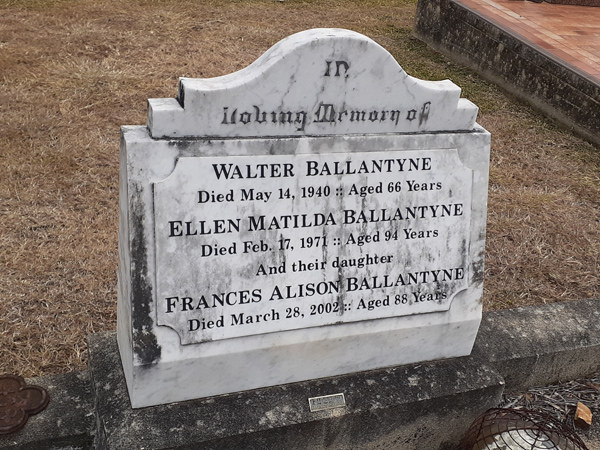 In
Loving Memory of
WALTER BALLANTYNE
Died May 14, 1940 :: Aged 66 Years
ELLEN MATILDA BALLANTYNE
Died Feb. 17, 1971 :: Aged 94 Years
And their daughter
FRANCES ALISON BALLANTYNE
Died March 28, 2002 :: Aged 88 Years